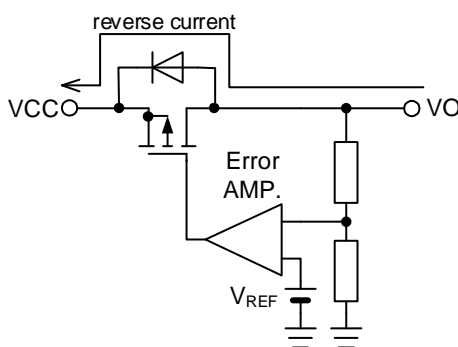 reverse current
VCC
VO
Error
AMP.
VREF